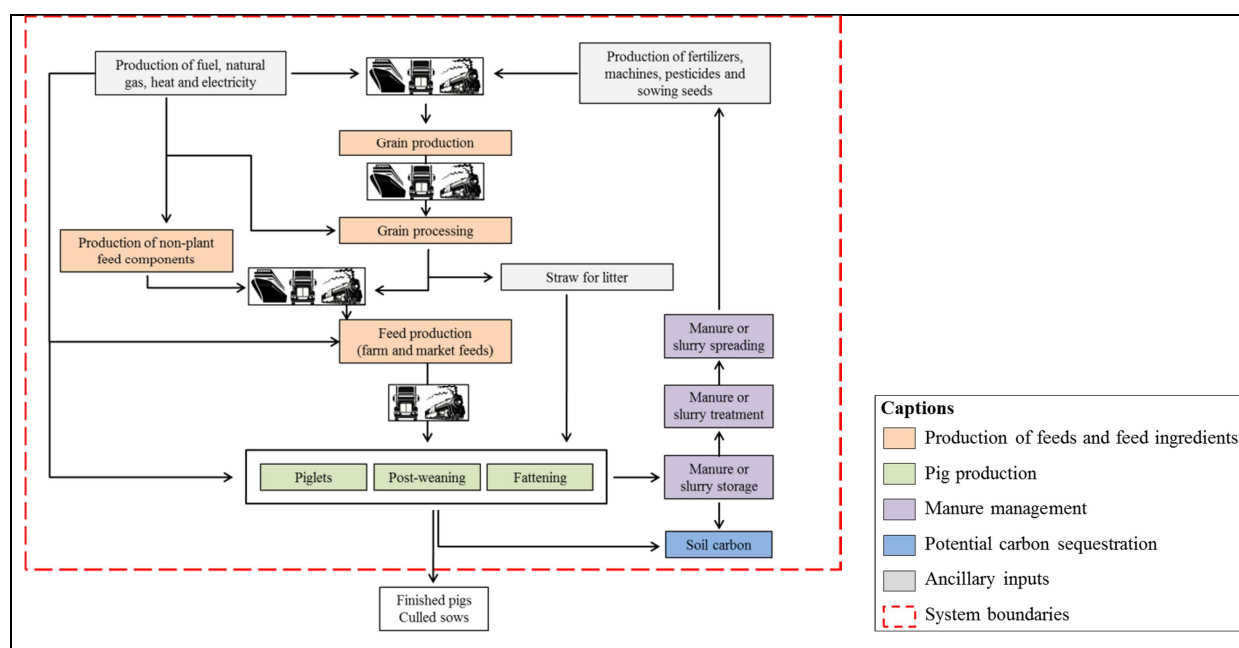 Production of fuel, natural
gas, heat and electricity
Production of fertilizers,
machines, pesticides and
sowing seeds
Grain production
Grain processing
Production of non-plant
feed components
Straw for litter
Feed production
(farm and market feeds)
Manure or
slurry spreading
Manure or
slurry treatment
Manure or
slurry storage
Piglets
Post-weaning
Fattening
Soil carbon
Finished pigs
Culled sows
Captions
Production of feeds and feed ingredients
Pig production
Manure management
Potential carbon sequestration
Ancillary inputs
System boundaries